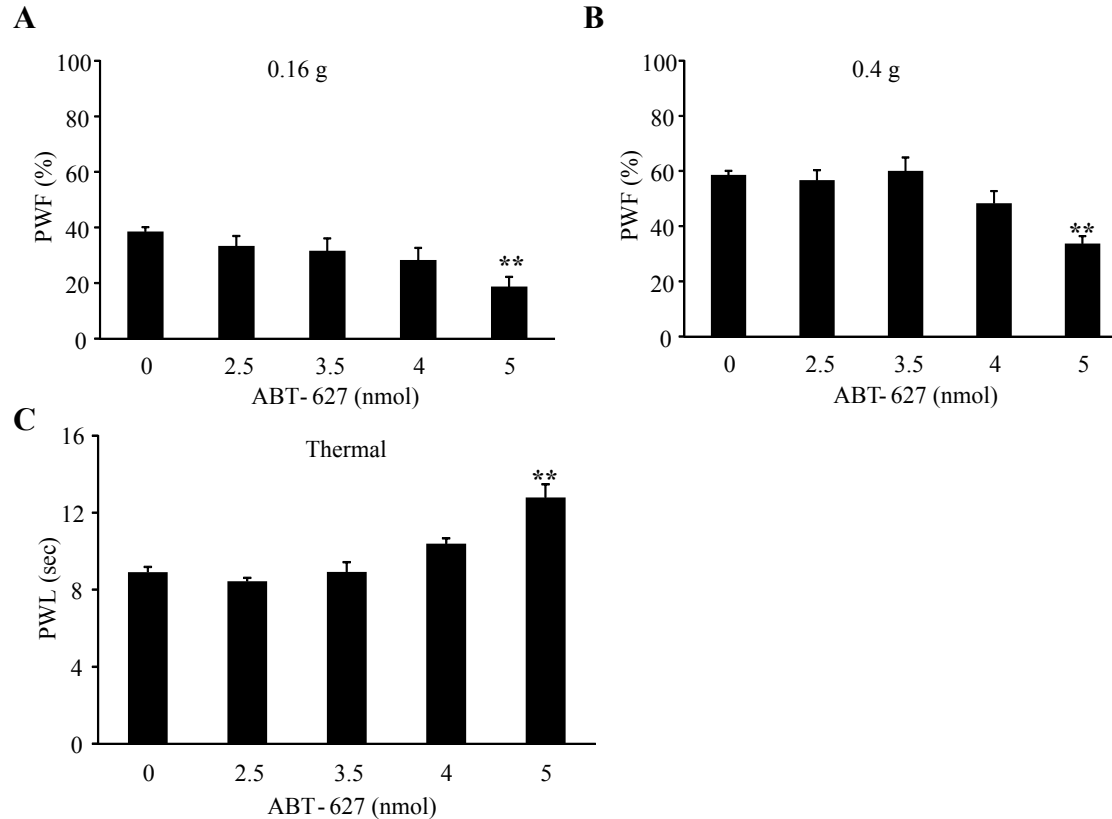 A
0.16 g
100
80
60
40
20
0
PWF (%)
**
0 2.5 3.5 4 5
ABT- 627 (nmol)
B
0.4 g
100
80
60
40
20
0
PWF (%)
**
0 2.5 3.5 4 5
ABT- 627 (nmol)
C
Thermal
16
12
8
4
0
PWL (sec)
**
0 2.5 3.5 4 5
ABT - 627 (nmol)